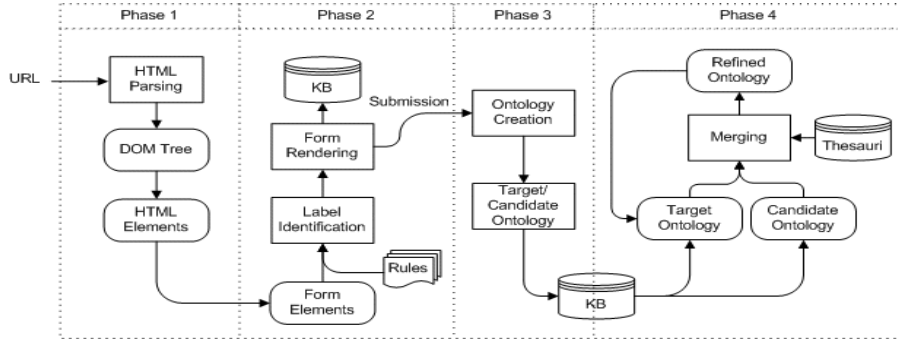 Phase 1
Phase 2
Phase 3
Phase 4
URL
HTML
Parsing
DOM Tree
HTML
Elements
KB
Submission
Form
Rendering
Label
Identification
Rules
Form
Elements
Ontology
Creation
Target/
Candidate
Ontology
KB
Refined
Ontology
Merging
Thesauri
Target
Ontology
Candidate
Ontology